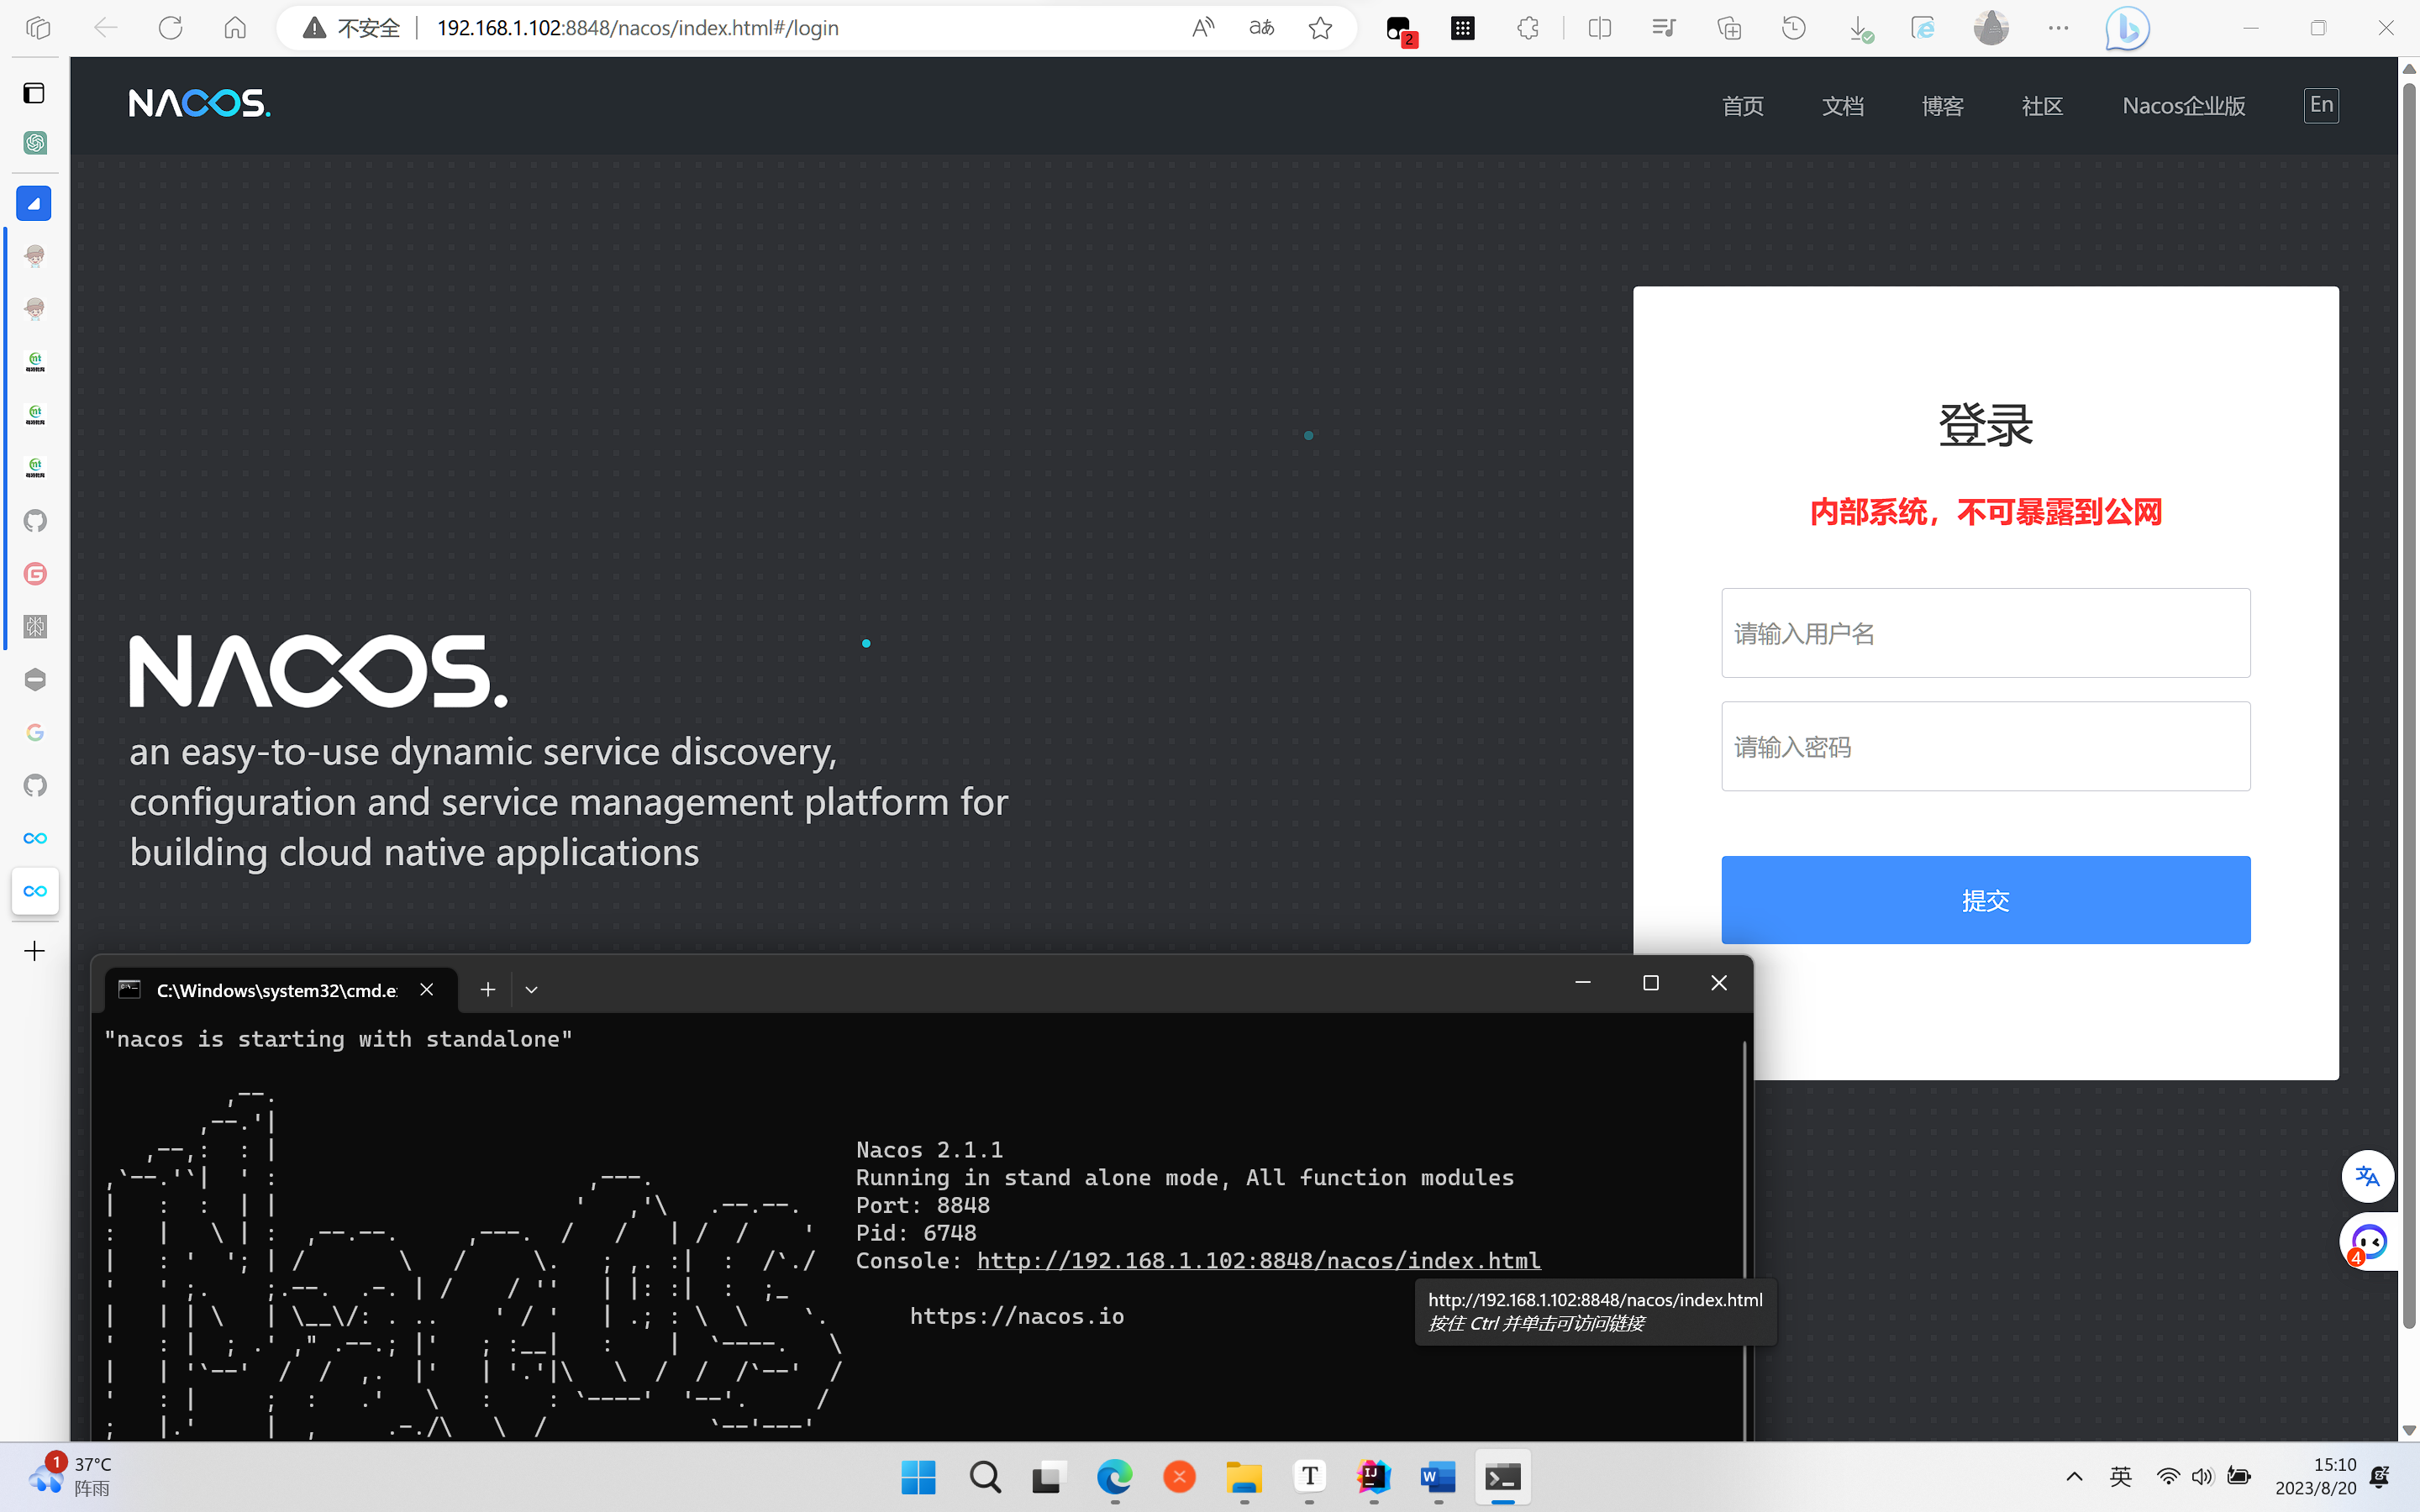 不安全
192.168.1.102:8848/nacos/index.html#/login
aあ
2
NACOS.
首页
文档
博客
社区
Nacos企业版
En
登录
内部系统，不可暴露到公网
请输入用户名
请输入密码
提交
NACOS.
an easy-to-use dynamic service discovery,
configuration and service management platform for
building cloud native applications
C:\Windows\system32\cmd.e
"nacos is starting with standalone"
Nacos 2.1.1
Running in stand alone mode, All function modules
Port: 8848
Pid: 6748
Console: http://192.168.1.102:8848/nacos/index.html
https://nacos.io
http://192.168.1.102:8848/nacos/index.html
按住 Ctrl 并单击可访问链接
4
1
37°C
阵雨
英
15:10
2023/8/20